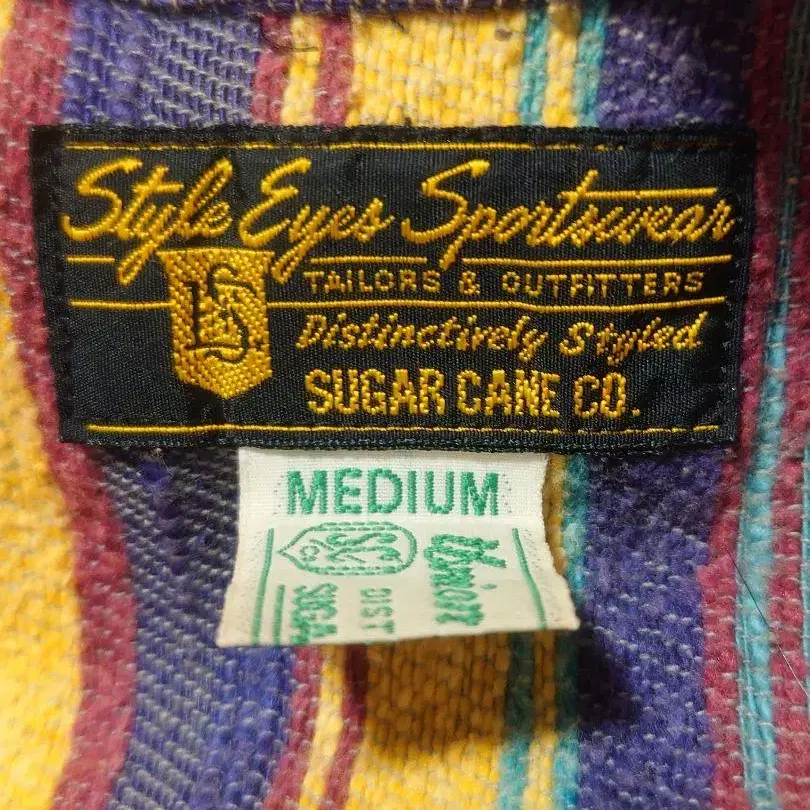 Style Eyes Sportswear
TAILORS & OUTFITTERS
Distinctively Styled
SUGAR CANE CO.
MEDIUM